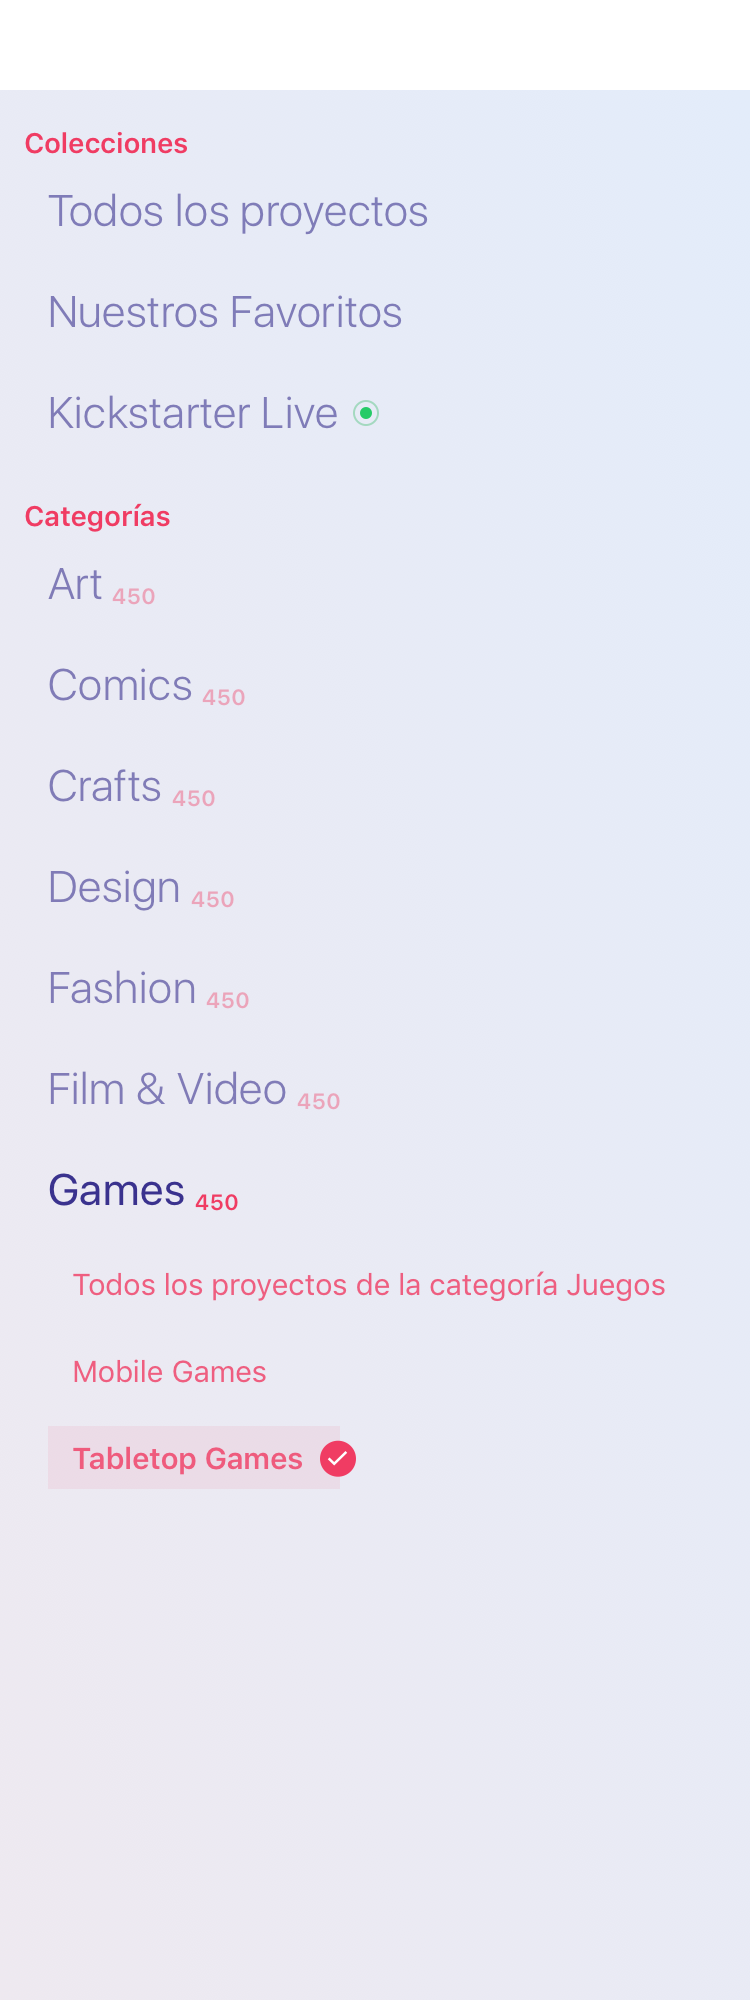 Colecciones
Todos los proyectos
Nuestros Favoritos
Kickstarter Live
Categorías
Art 450
Comics 450
Crafts 450
Design 450
Fashion 450
Film & Video 450
Games 450
Todos los proyectos de la categoría Juegos
Mobile Games
Tabletop Games